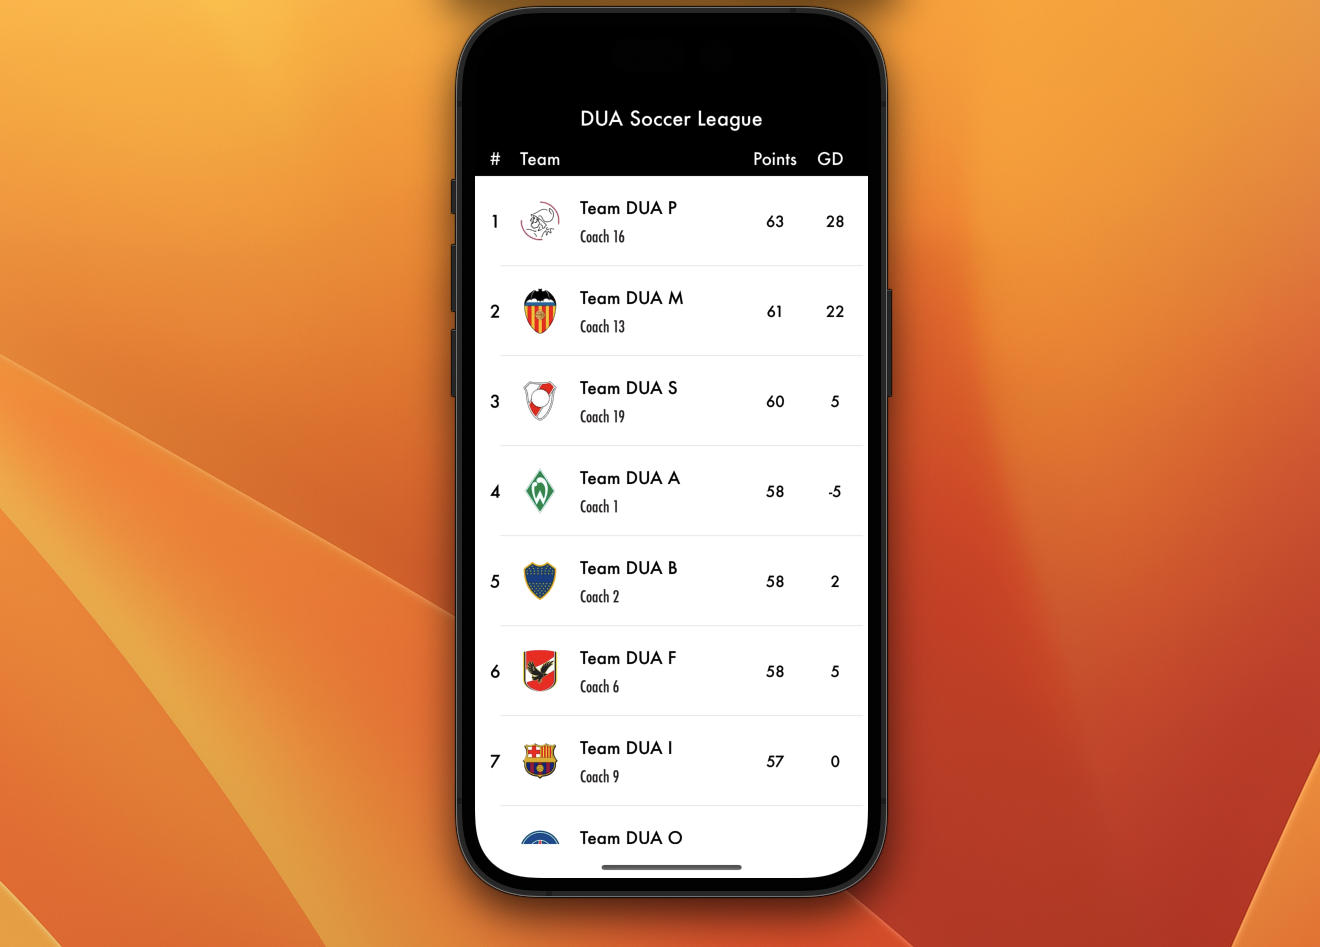 DUA Soccer League
# Team Points GD
1 Team DUA P 63 28
Coach 16
2 Team DUA M 61 22
Coach 13
3 Team DUA S 60 5
Coach 19
4 Team DUA A 58 -5
Coach 1
5 Team DUA B 58 2
Coach 2
6 Team DUA F 58 5
Coach 6
7 Team DUA I 57 0
Coach 9
Team DUA O